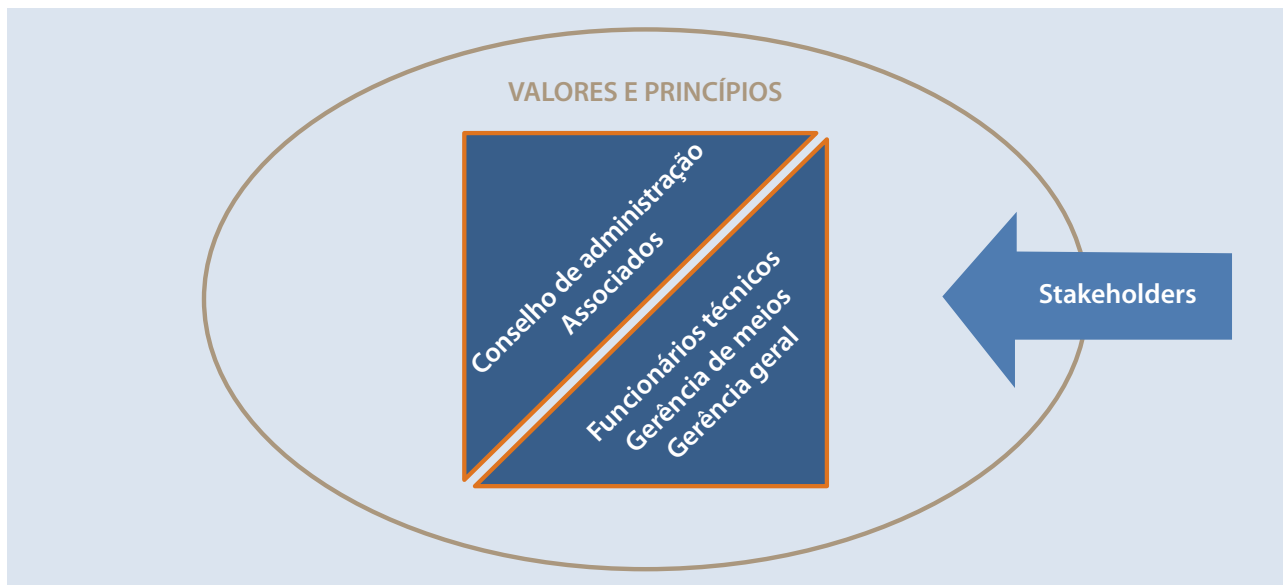 VALORES E PRINCÍPIOS
Conselho de administração
Associados
Funcionários técnicos
Gerência de meios
Gerência geral
Stakeholders